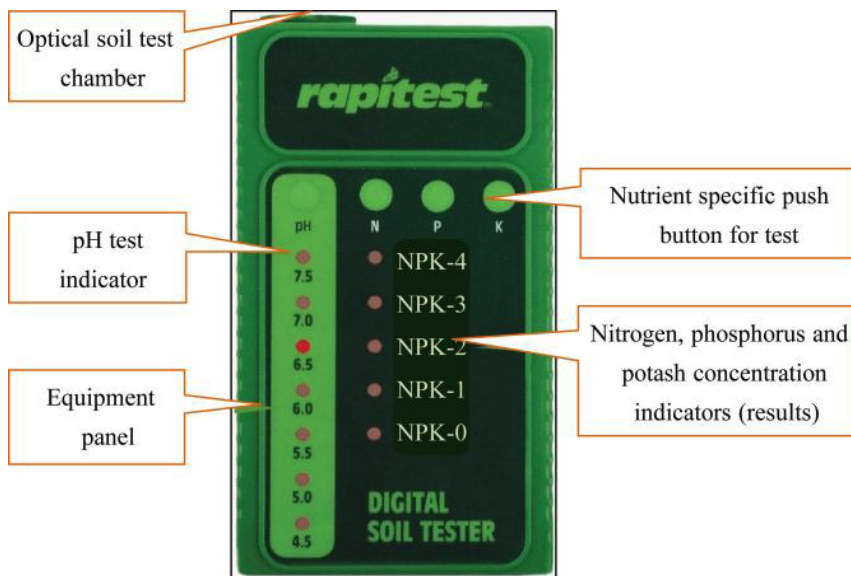 Optical soil test
chamber
rapitest
pH
N
P
K
Nutrient specific push
button for test
pH test
indicator
7.5
7.0
6.5
6.0
5.5
5.0
4.5
NPK-4
NPK-3
NPK-2
NPK-1
NPK-0
Nitrogen, phosphorus and
potash concentration
indicators (results)
Equipment
panel
DIGITAL
SOIL TESTER